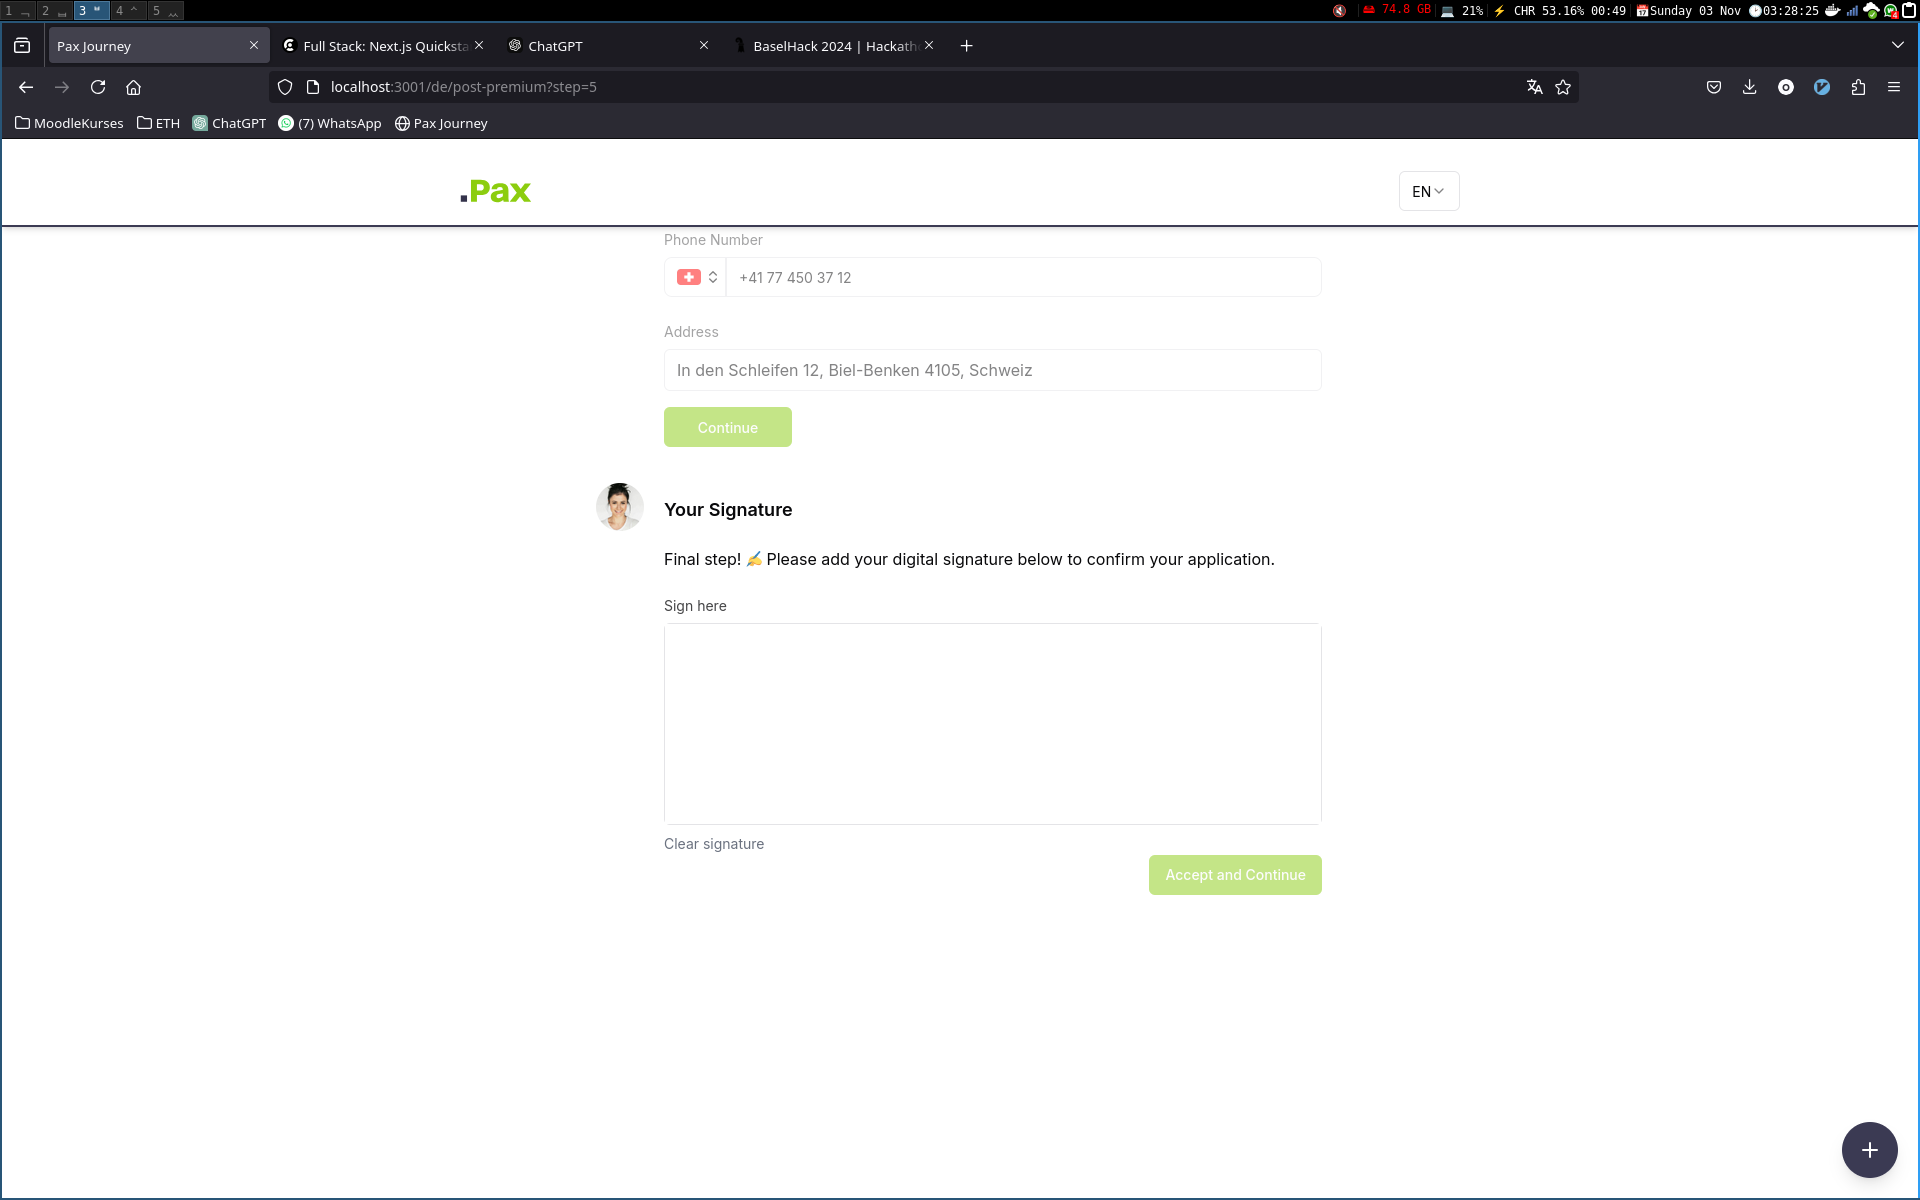 1 2 3 4 5 74.8 GB 21% CHR 53.16% 00:49 Sunday 03 Nov 03:28:25
Pax Journey Full Stack: Next.js Quicksta ChatGPT BaselHack 2024 | Hackath
localhost:3001/de/post-premium?step=5
MoodleKurses ETH ChatGPT (7) WhatsApp Pax Journey
.Pax EN
Phone Number
+41 77 450 37 12
Address
In den Schleifen 12, Biel-Benken 4105, Schweiz
Continue
Your Signature
Final step! ✍️ Please add your digital signature below to confirm your application.
Sign here
Clear signature
Accept and Continue